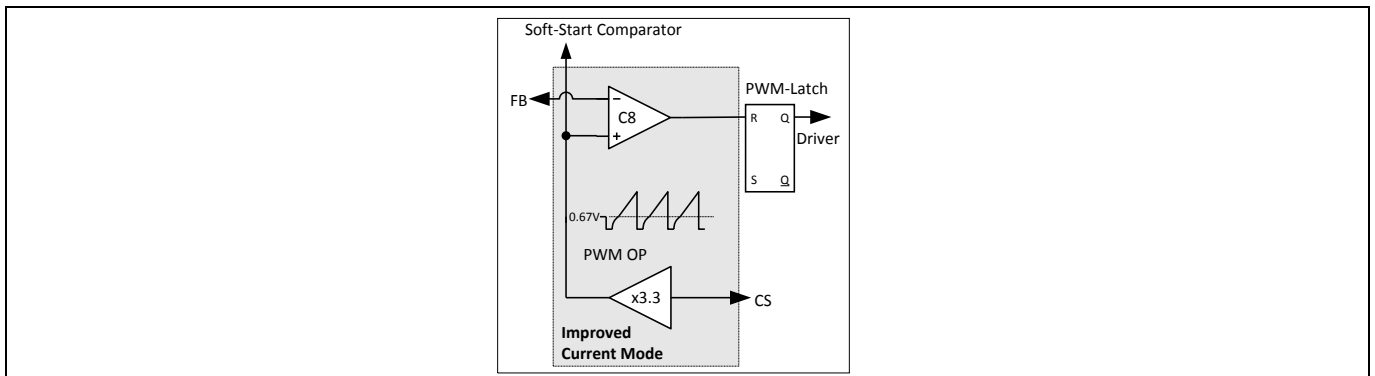 Soft-Start Comparator
FB
C8
PWM-Latch
R Q
Driver
S Q
0.67V
PWM OP
x3.3
CS
Improved
Current Mode